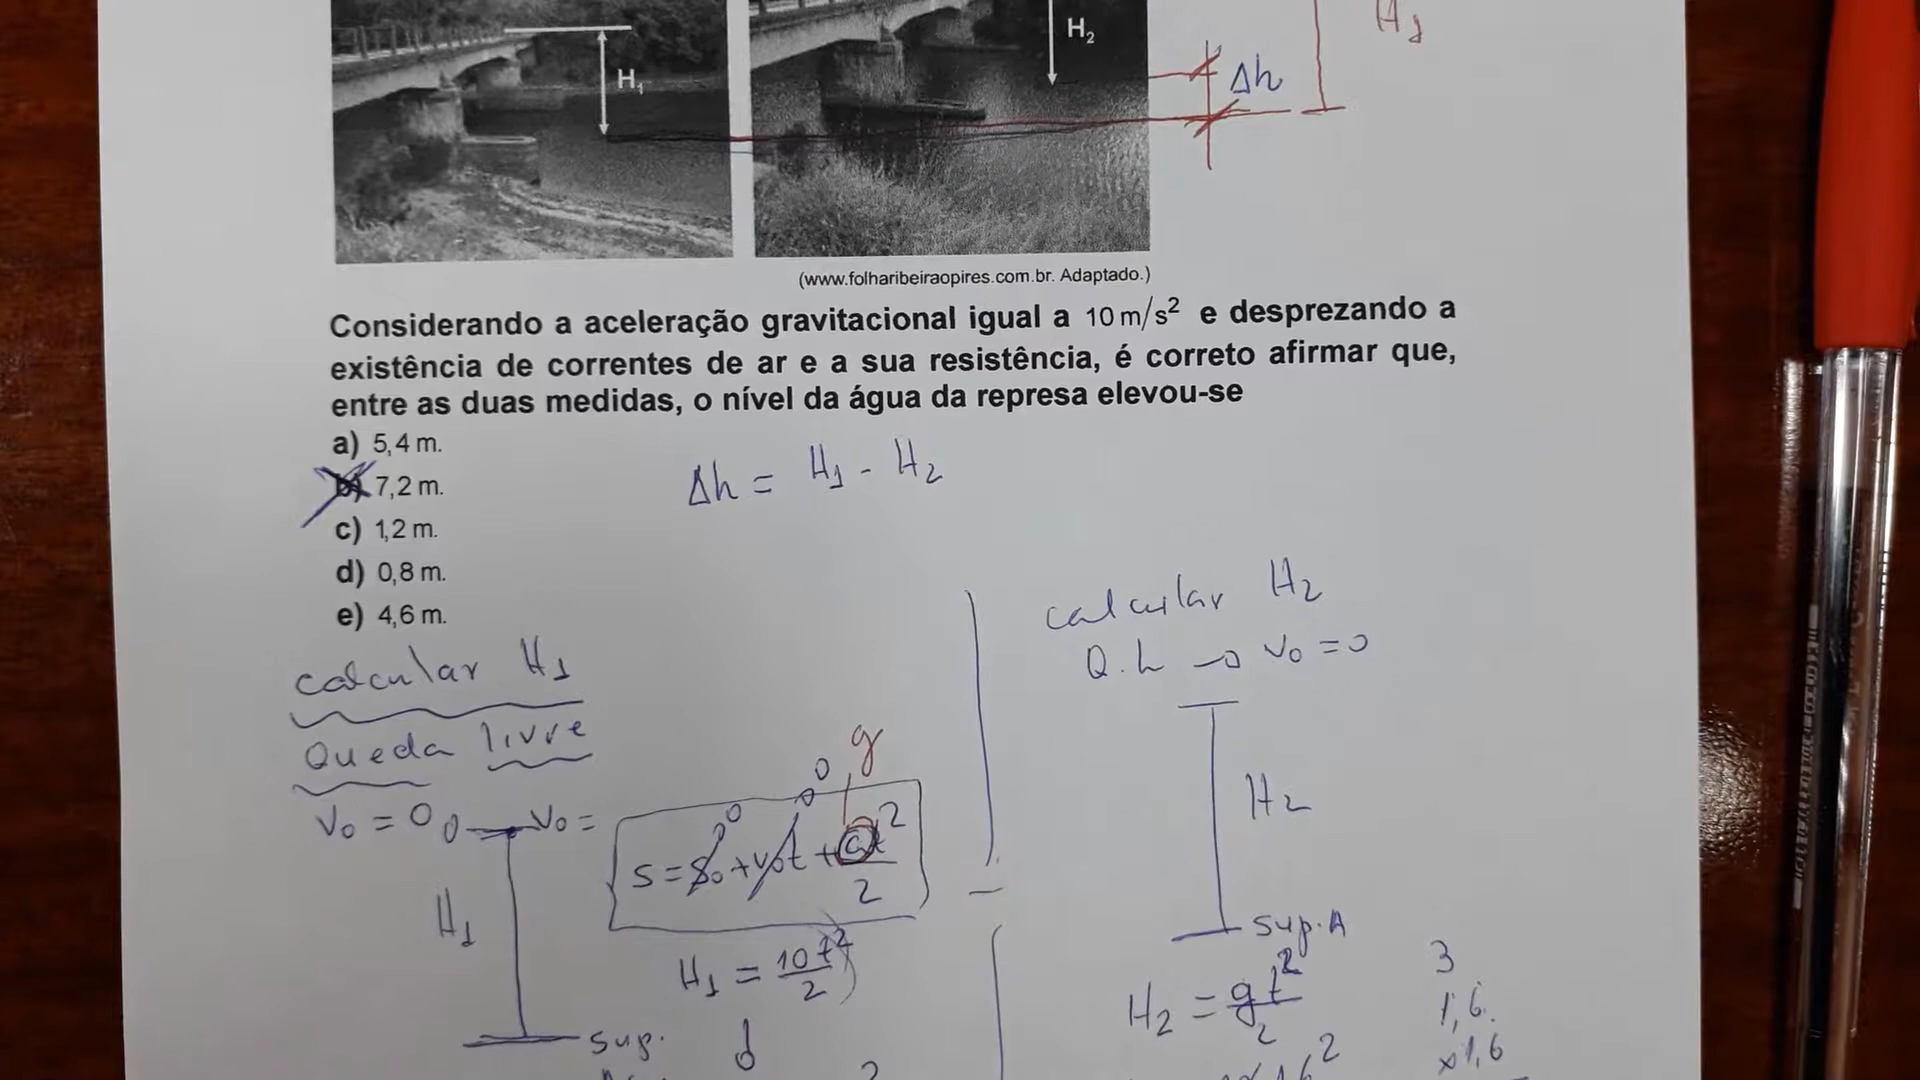 H₁
H₂
Δh
H₁
(www.folharibeiraopires.com.br. Adaptado.)
Considerando a aceleração gravitacional igual a 10 m/s² e desprezando a
existência de correntes de ar e a sua resistência, é correto afirmar que,
entre as duas medidas, o nível da água da represa elevou-se
a) 5,4 m.
b) 7,2 m.
c) 1,2 m.
d) 0,8 m.
e) 4,6 m.
Δh = H₁ - H₂
calcular H₁
Queda livre
V₀ = 0
0 V₀ =
H₁
g
0 0
S = S₀ + V₀t + at²
2
H₁ = 10t²
2
sup.
calcular H₂
Q.L → V₀ = 0
H₂
sup. A
H₂ = gt²
2
3
1,6
x1,6